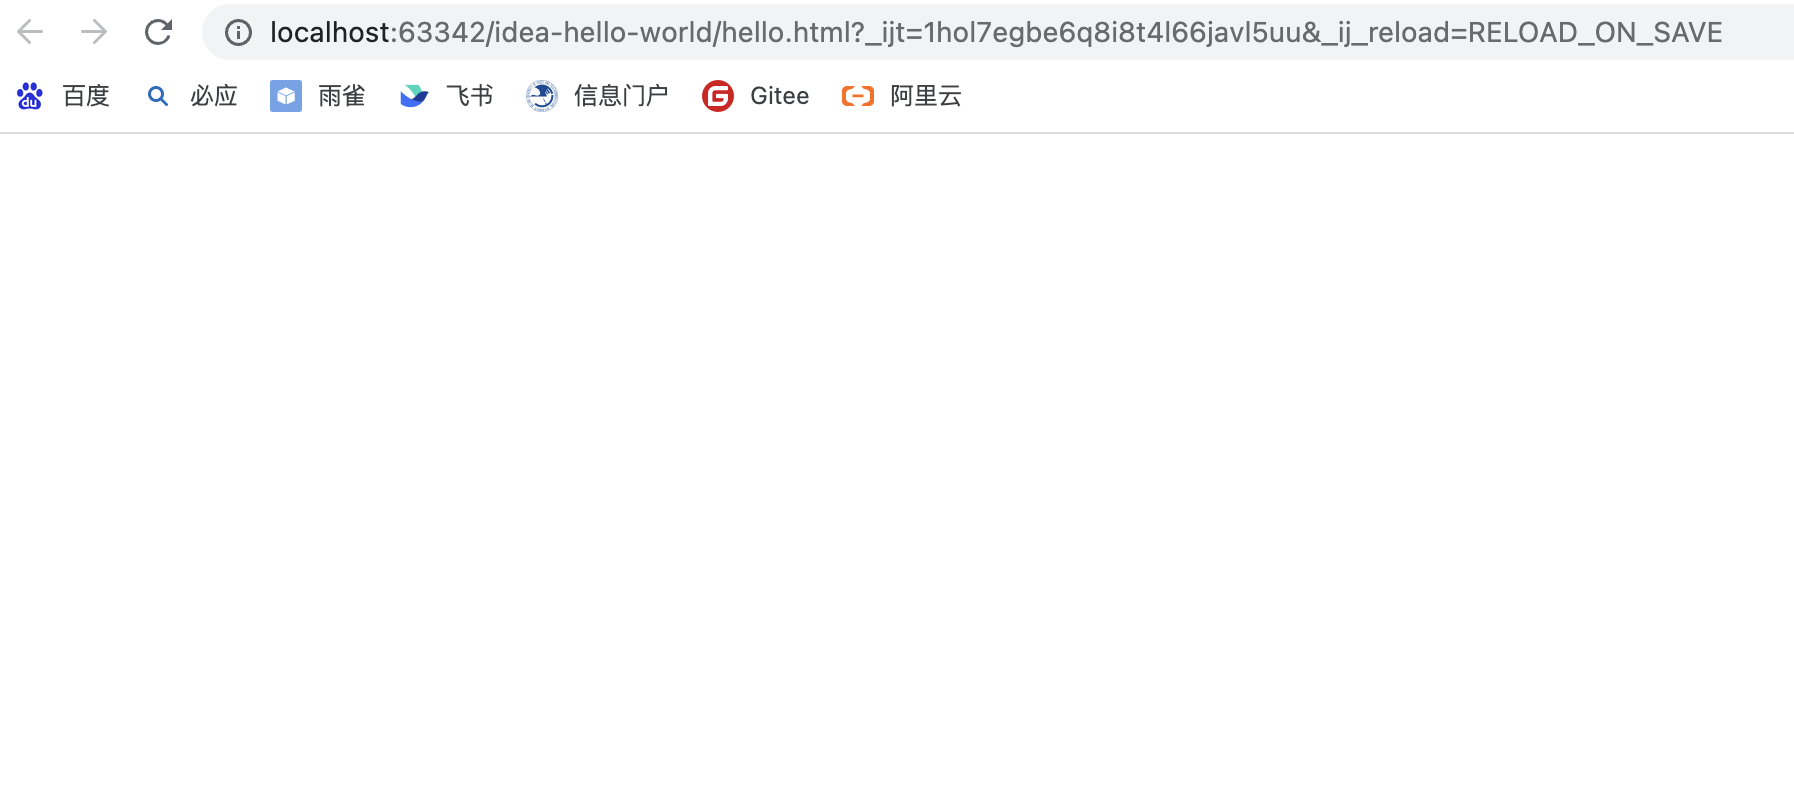 localhost:63342/idea-hello-world/hello.html?_ijt=1hol7egbe6q8i8t4l66javl5uu&_ij_reload=RELOAD_ON_SAVE
百度 必应 雨雀 飞书 信息门户 Gitee 阿里云